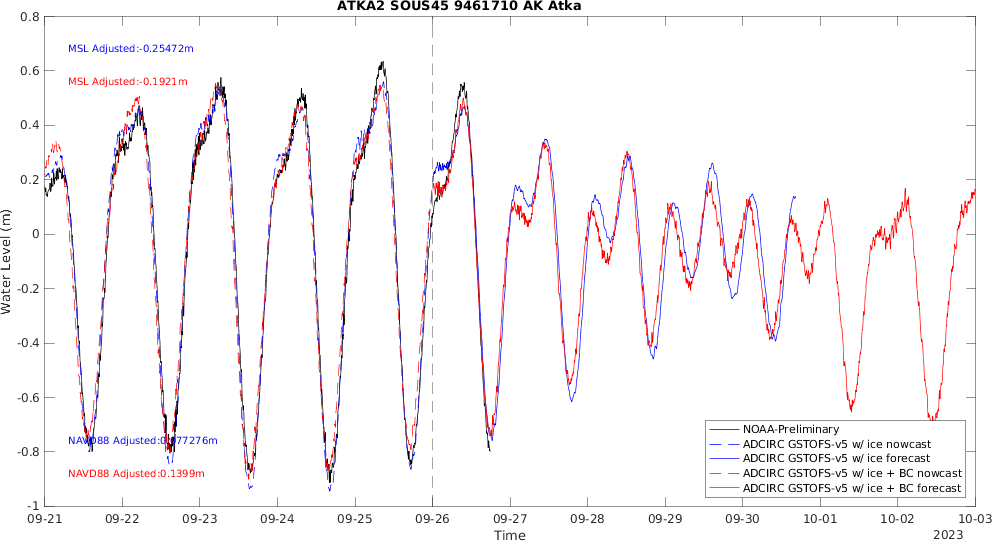 ATKA2 SOUS45 9461710 AK Atka
MSL Adjusted:-0.25472m
MSL Adjusted:-0.1921m
NAVD88 Adjusted:0.077276m
NAVD88 Adjusted:0.1399m
Water Level (m)
0.8
0.6
0.4
0.2
0
-0.2
-0.4
-0.6
-0.8
-1
NOAA-Preliminary
ADCIRC GSTOFS-v5 w/ ice nowcast
ADCIRC GSTOFS-v5 w/ ice forecast
ADCIRC GSTOFS-v5 w/ ice + BC nowcast
ADCIRC GSTOFS-v5 w/ ice + BC forecast
09-21 09-22 09-23 09-24 09-25 09-26 09-27 09-28 09-29 09-30 10-01 10-02 10-03
Time
2023